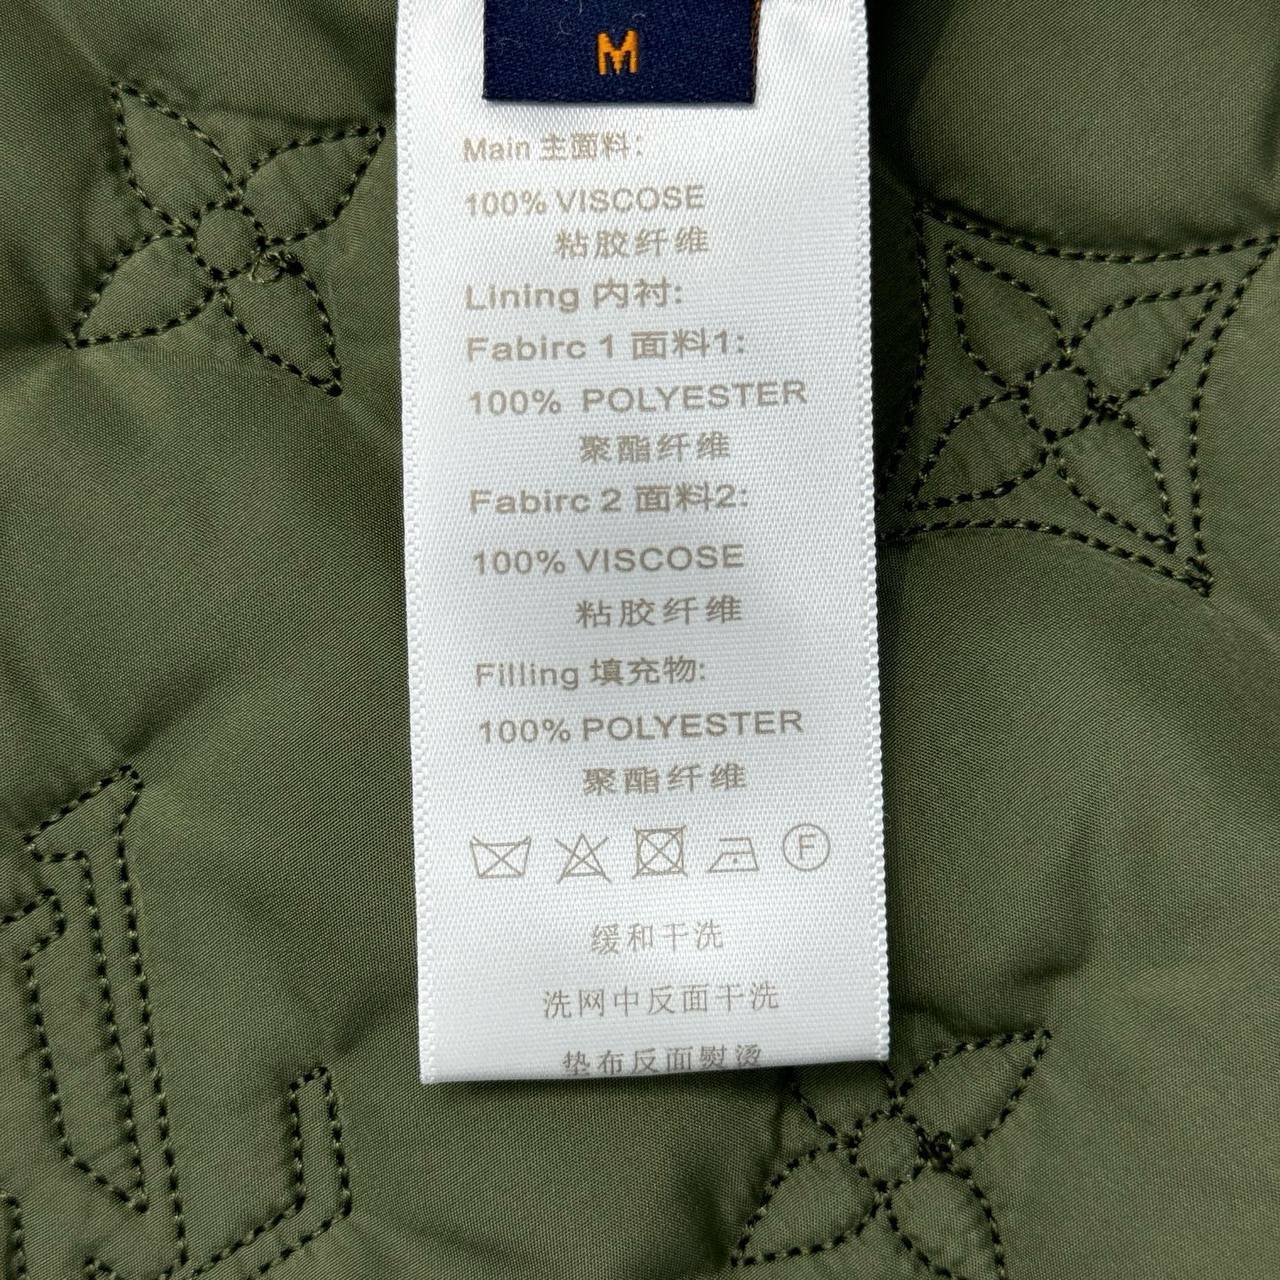 M
Main 主面料:
100% VISCOSE
粘胶纤维
Lining 内衬:
Fabirc 1 面料1:
100% POLYESTER
聚酯纤维
Fabirc 2 面料2:
100% VISCOSE
粘胶纤维
Filling 填充物:
100% POLYESTER
聚酯纤维
F
缓和干洗
洗网中反面干洗
垫布反面熨烫